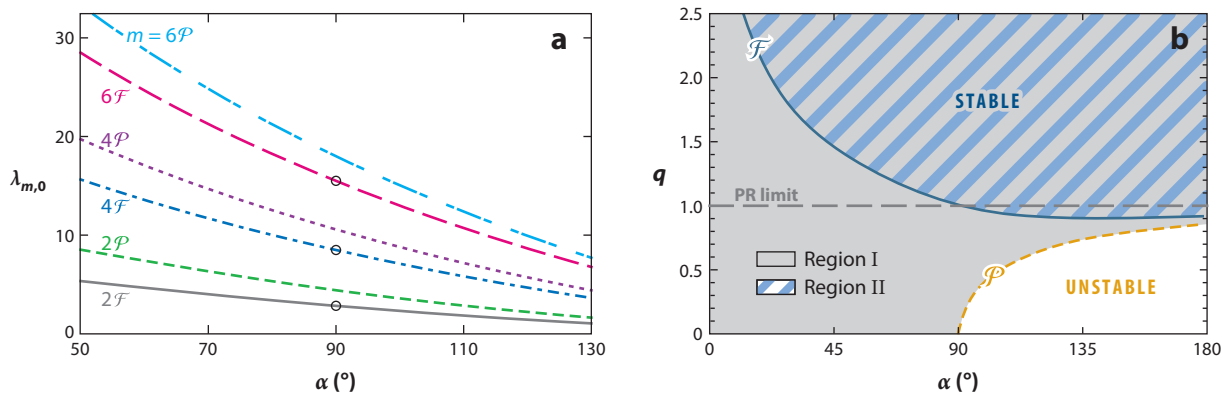 a
30
20
10
0
λm,0
m = 6𝒫
6ℱ
4𝒫
4ℱ
2𝒫
2ℱ
50
70
90
110
130
α (°)
b
2.5
2.0
1.5
1.0
0.5
0
q
ℱ
STABLE
PR limit
Region I
Region II
𝒫
UNSTABLE
0
45
90
135
180
α (°)